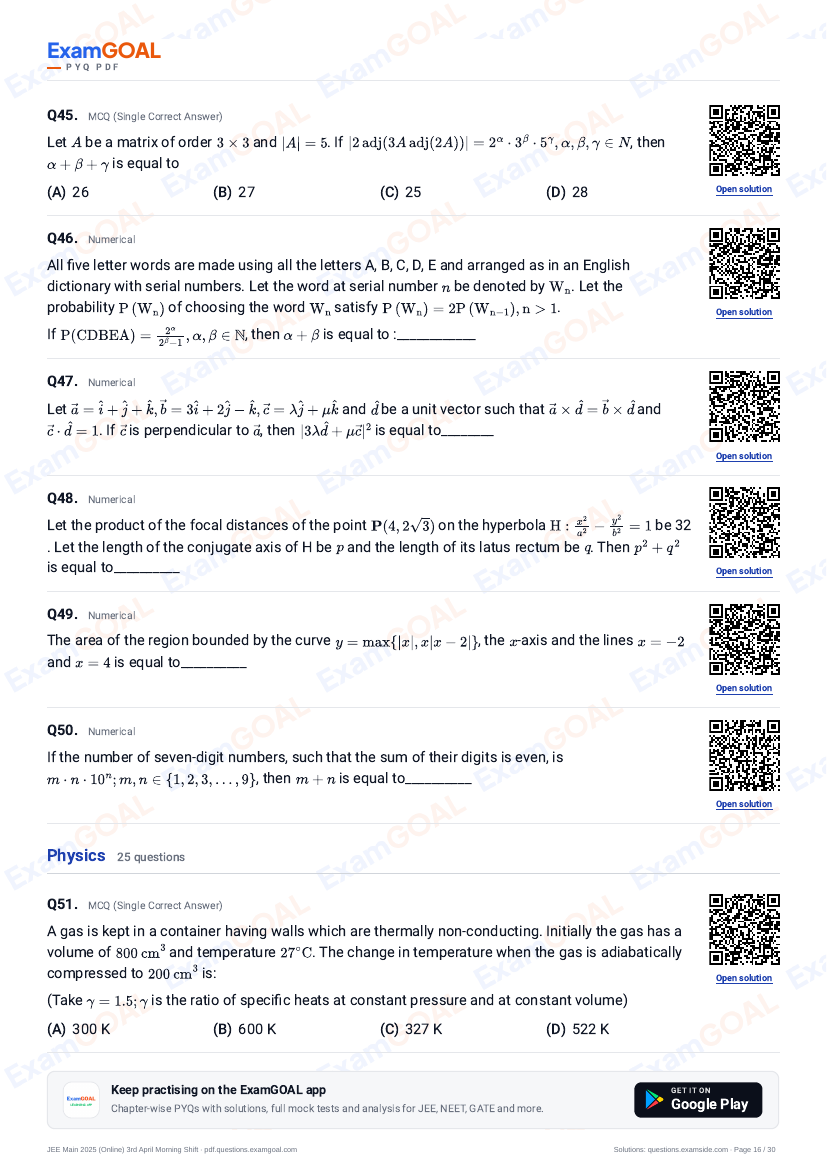 ExamGOAL
PYQ PDF
Q45. MCQ (Single Correct Answer)
Let A be a matrix of order 3 × 3 and |A| = 5. If |2 adj(3A adj(2A))| = 2^α · 3^β · 5^γ, α, β, γ ∈ N, then
α + β + γ is equal to
(A) 26 (B) 27 (C) 25 (D) 28
Open solution
Q46. Numerical
All five letter words are made using all the letters A, B, C, D, E and arranged as in an English
dictionary with serial numbers. Let the word at serial number n be denoted by W_n. Let the
probability P (W_n) of choosing the word W_n satisfy P (W_n) = 2P (W_{n−1}), n > 1.
If P(CDBEA) = 2^α / (2^β − 1), α, β ∈ ℕ, then α + β is equal to :____________
Open solution
Q47. Numerical
Let a⃗ = î + ĵ + k̂, b⃗ = 3î + 2ĵ − k̂, c⃗ = λĵ + μk̂ and d̂ be a unit vector such that a⃗ × d̂ = b⃗ × d̂ and
c⃗ · d̂ = 1. If c⃗ is perpendicular to a⃗, then |3λd̂ + μc⃗|² is equal to________
Open solution
Q48. Numerical
Let the product of the focal distances of the point P(4, 2√3) on the hyperbola H : x²/a² − y²/b² = 1 be 32
. Let the length of the conjugate axis of H be p and the length of its latus rectum be q. Then p² + q²
is equal to__________
Open solution
Q49. Numerical
The area of the region bounded by the curve y = max{|x|, x|x − 2|}, the x-axis and the lines x = −2
and x = 4 is equal to__________
Open solution
Q50. Numerical
If the number of seven-digit numbers, such that the sum of their digits is even, is
m · n · 10^n; m, n ∈ {1, 2, 3, . . . , 9}, then m + n is equal to__________
Open solution
Physics 25 questions
Q51. MCQ (Single Correct Answer)
A gas is kept in a container having walls which are thermally non-conducting. Initially the gas has a
volume of 800 cm³ and temperature 27°C. The change in temperature when the gas is adiabatically
compressed to 200 cm³ is:
(Take γ = 1.5; γ is the ratio of specific heats at constant pressure and at constant volume)
(A) 300 K (B) 600 K (C) 327 K (D) 522 K
Open solution
Keep practising on the ExamGOAL app
Chapter-wise PYQs with solutions, full mock tests and analysis for JEE, NEET, GATE and more.
GET IT ON
Google Play
JEE Main 2025 (Online) 3rd April Morning Shift · pdf.questions.examgoal.com
Solutions: questions.examside.com · Page 16 / 30